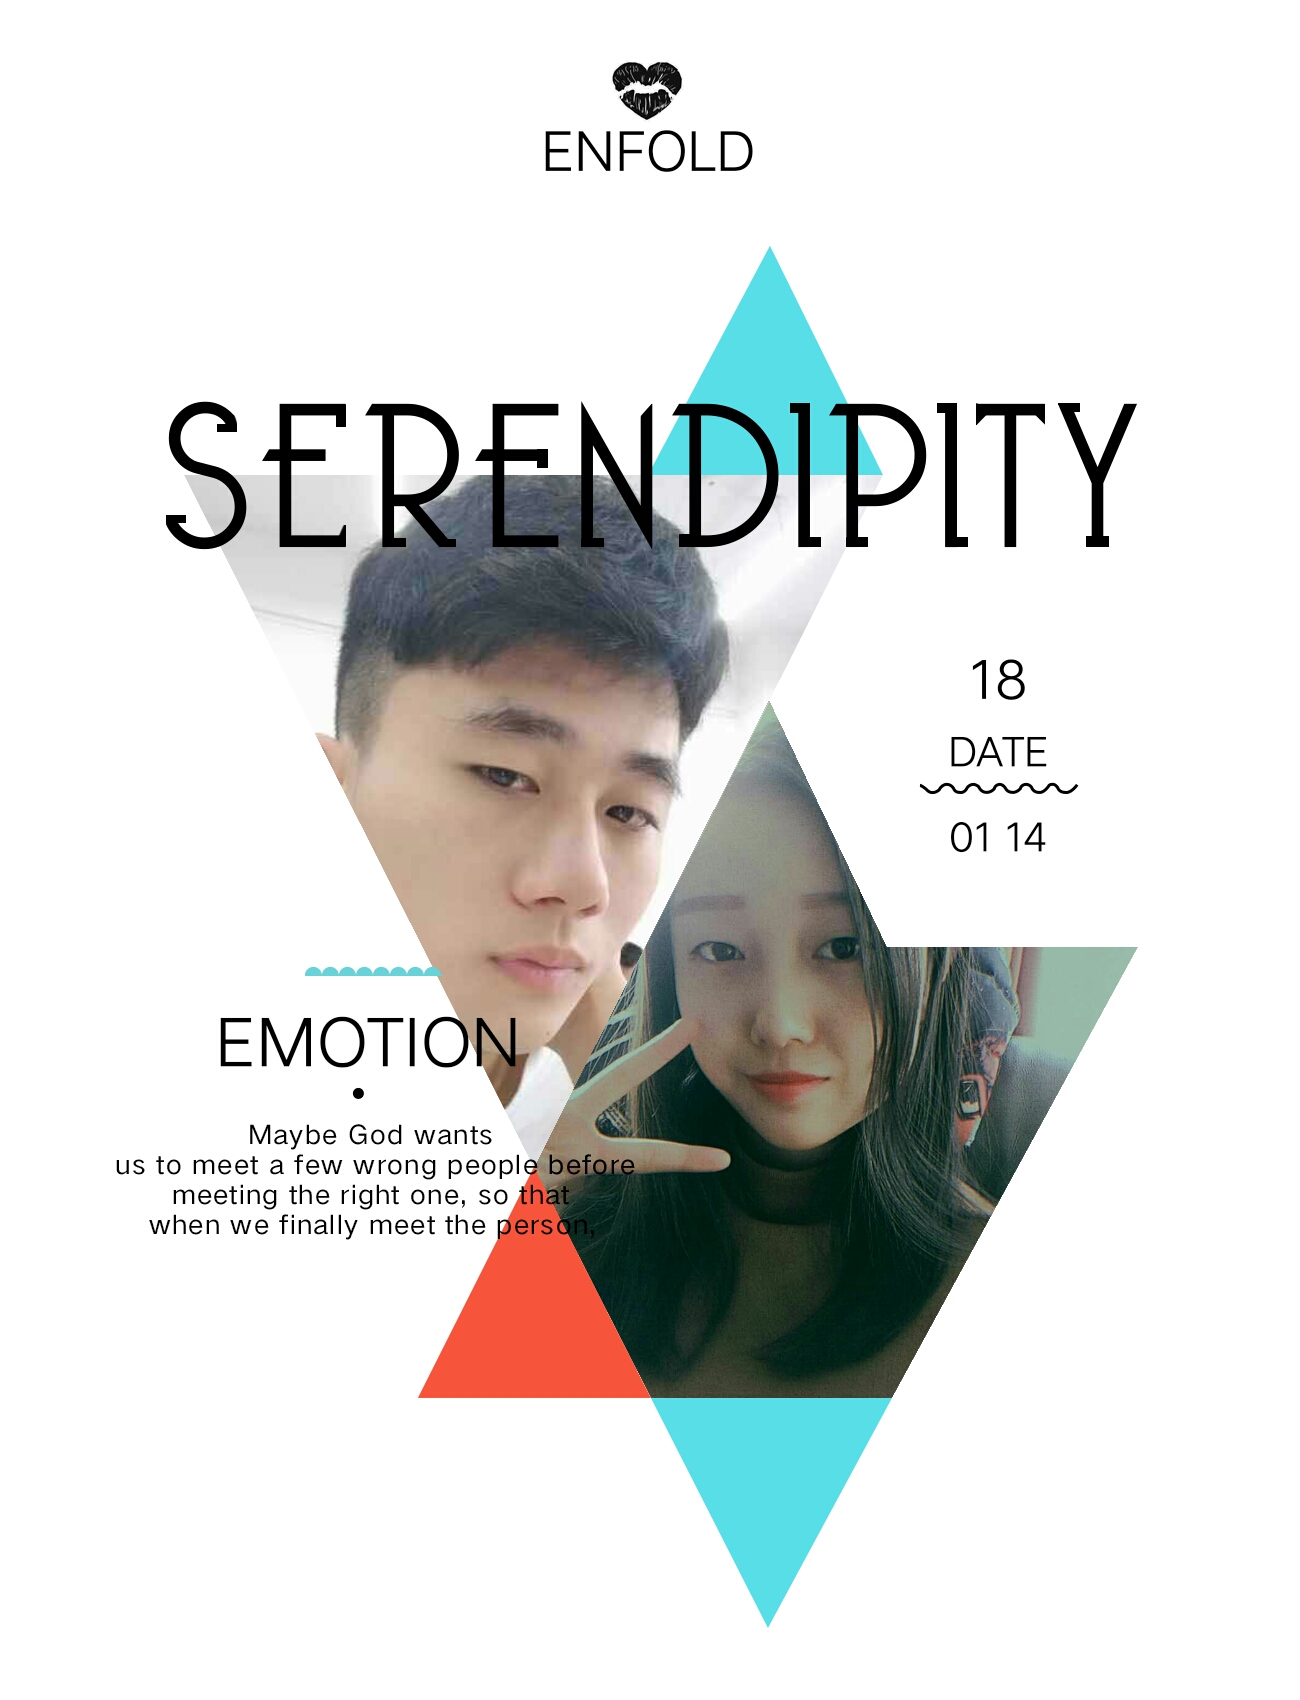 ENFOLD
SERENDIPITY
18
DATE
01 14
EMOTION
Maybe God wants
us to meet a few wrong people before
meeting the right one, so that
when we finally meet the person,